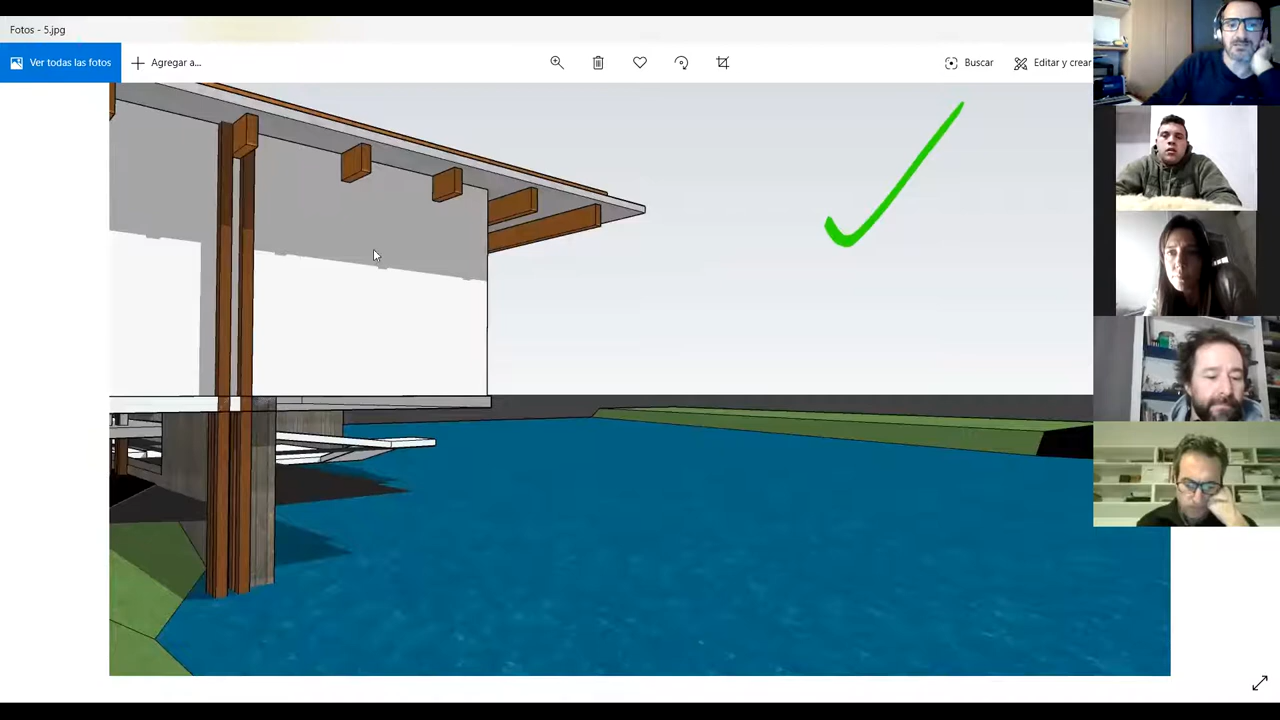 Fotos - 5.jpg
Ver todas las fotos
Agregar a...
Buscar
Editar y crear